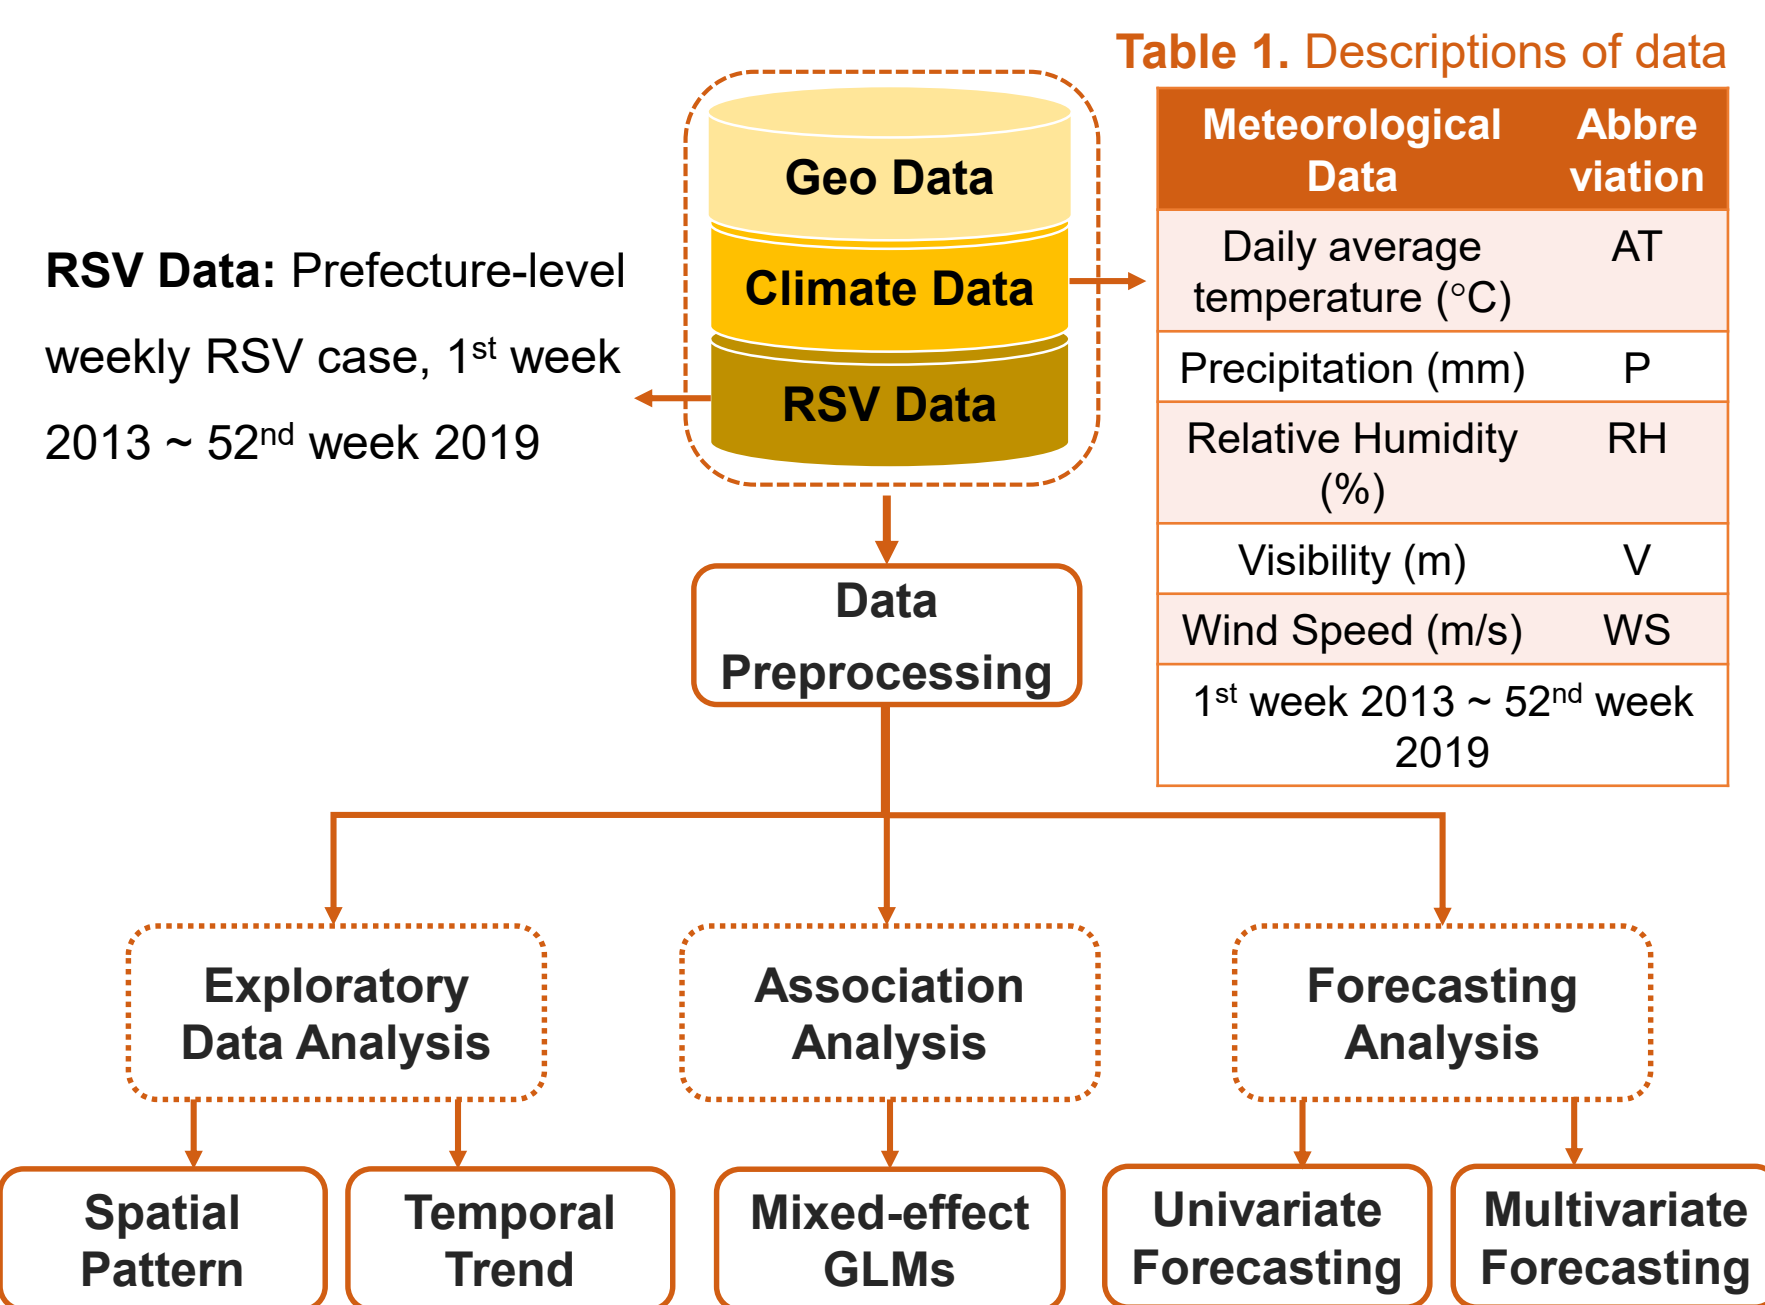 Table 1. Descriptions of data
Meteorological Data
Abbre
viation
Daily average
temperature (°C)
AT
Precipitation (mm)
P
Relative Humidity
(%)
RH
Visibility (m)
V
Wind Speed (m/s)
WS
1st week 2013 ~ 52nd week
2019
Geo Data
Climate Data
RSV Data
RSV Data: Prefecture-level
weekly RSV case, 1st week
2013 ~ 52nd week 2019
Data
Preprocessing
Exploratory
Data Analysis
Association
Analysis
Forecasting
Analysis
Spatial
Pattern
Temporal
Trend
Mixed-effect
GLMs
Univariate
Forecasting
Multivariate
Forecasting